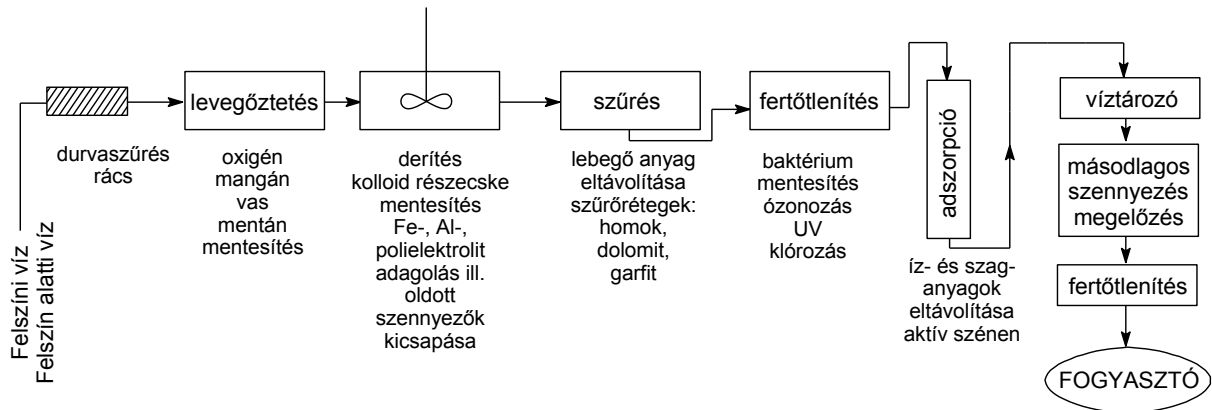 Felszíni víz
Felszín alatti víz
durvaszűrés
rács
levegőztetés
oxigén
mangán
vas
mentán
mentesítés
derítés
kolloid részecske
mentesítés
Fe-, Al-,
polielektrolit
adagolás ill.
oldott
szennyezők
kicsapása
szűrés
lebegő anyag
eltávolítása
szűrőrétegek:
homok,
dolomit,
garfit
fertőtlenítés
baktérium
mentesítés
ózonozás
UV
klórozás
adszorpció
íz- és szag-
anyagok
eltávolítása
aktív szénen
víztározó
másodlagos
szennyezés
megelőzés
fertőtlenítés
FOGYASZTÓ